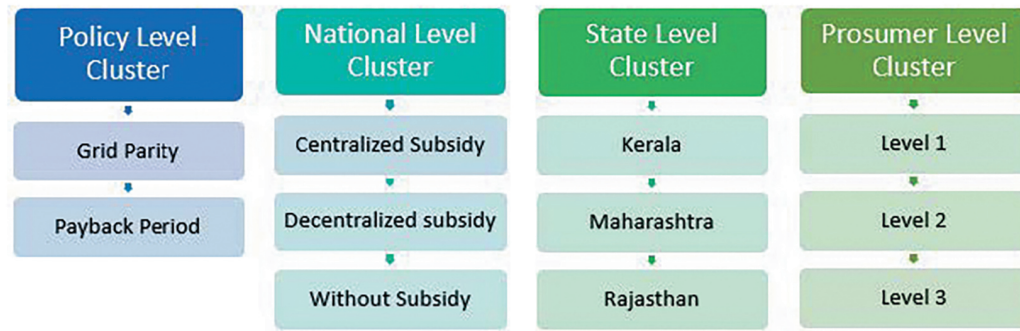 Policy Level
Cluster
Grid Parity
Payback Period
National Level
Cluster
Centralized Subsidy
Decentralized subsidy
Without Subsidy
State Level
Cluster
Kerala
Maharashtra
Rajasthan
Prosumer Level
Cluster
Level 1
Level 2
Level 3